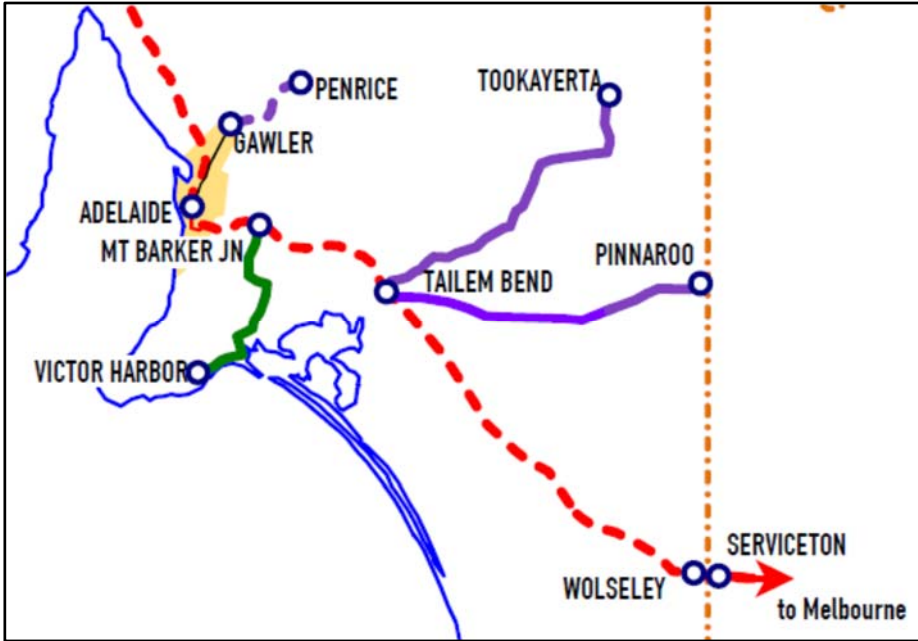 TOOKAYERTA
PENRICE
GAWLER
ADELAIDE
MT BARKER JN
PINNAROO
TAILEM BEND
VICTOR HARBOR
SERVICETON
WOLSELEY
to Melbourne